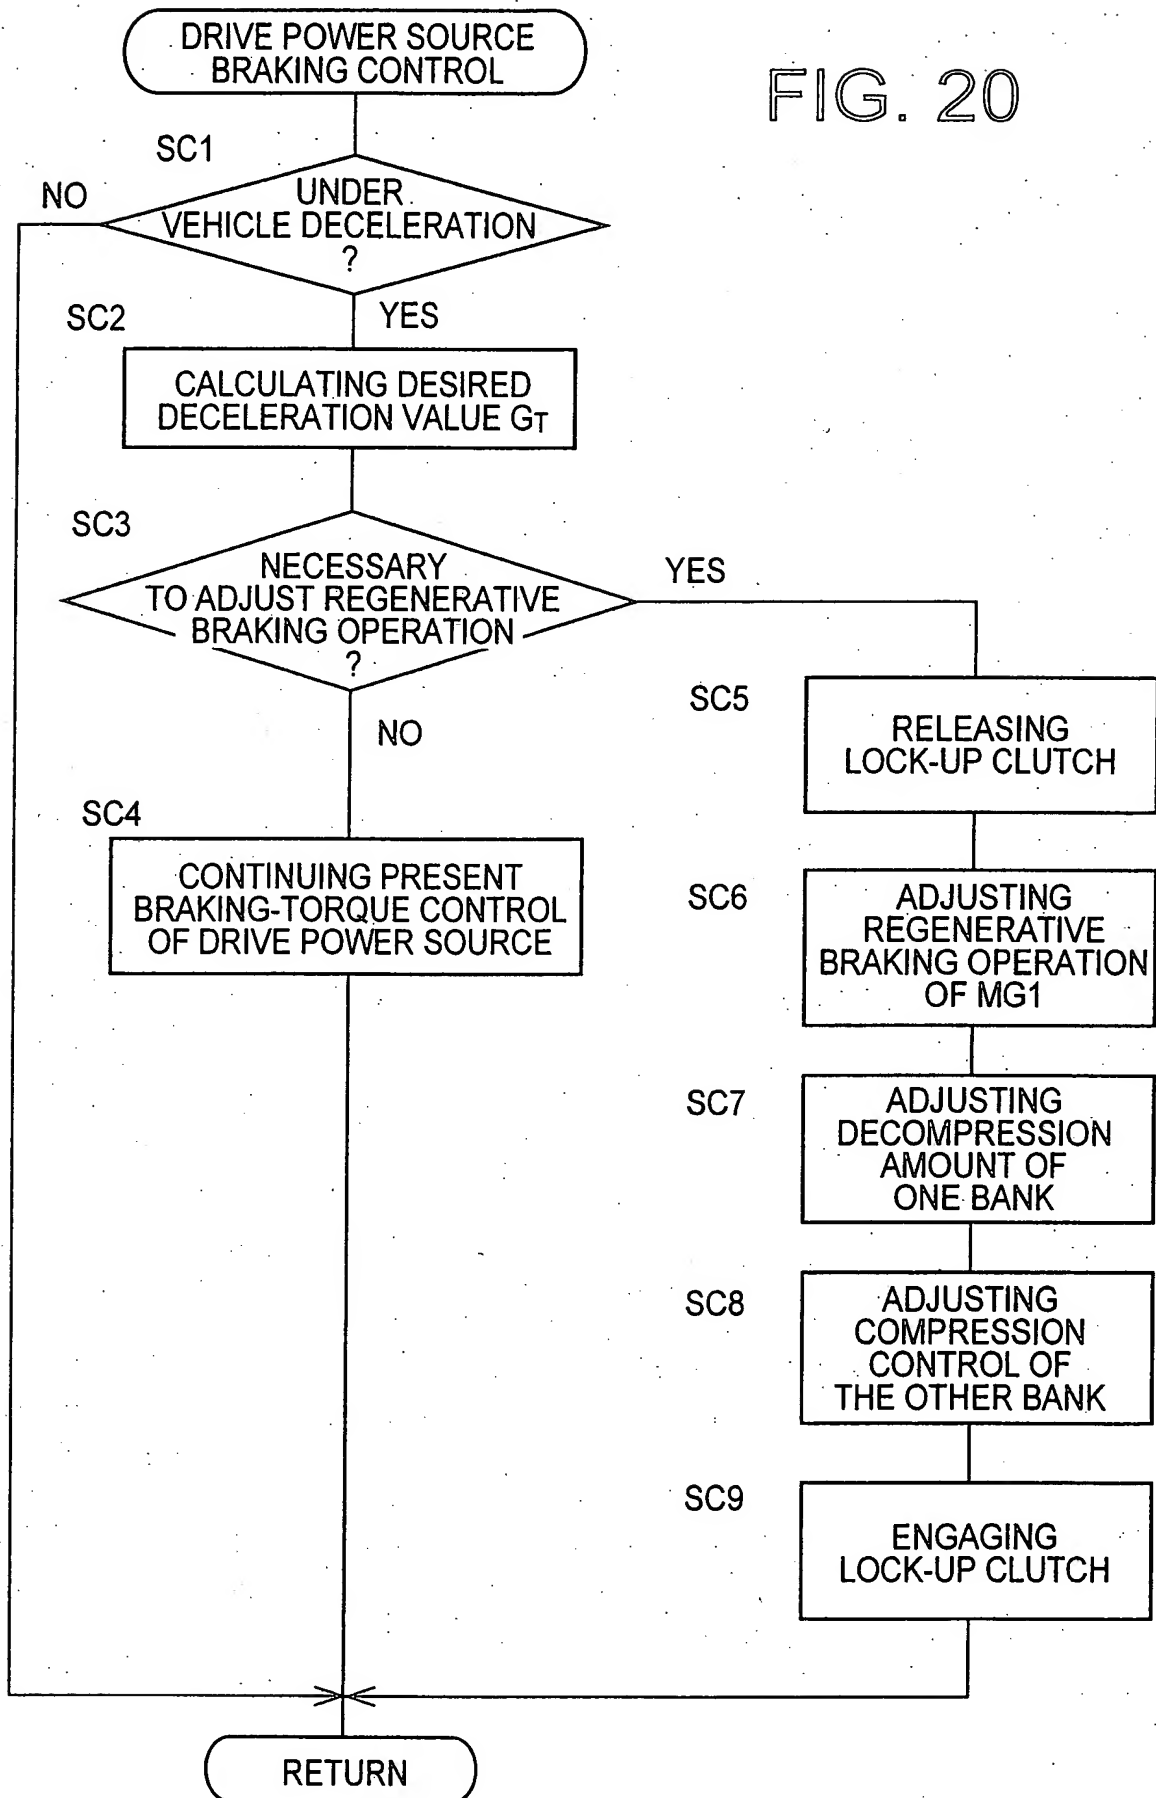 DRIVE POWER SOURCE
BRAKING CONTROL
FIG. 20
SC1
NO
UNDER
VEHICLE DECELERATION
?
SC2
YES
CALCULATING DESIRED
DECELERATION VALUE GT
SC3
NECESSARY
TO ADJUST REGENERATIVE
BRAKING OPERATION
?
YES
NO
SC4
CONTINUING PRESENT
BRAKING-TORQUE CONTROL
OF DRIVE POWER SOURCE
SC5
RELEASING
LOCK-UP CLUTCH
SC6
ADJUSTING
REGENERATIVE
BRAKING OPERATION
OF MG1
SC7
ADJUSTING
DECOMPRESSION
AMOUNT OF
ONE BANK
SC8
ADJUSTING
COMPRESSION
CONTROL OF
THE OTHER BANK
SC9
ENGAGING
LOCK-UP CLUTCH
RETURN